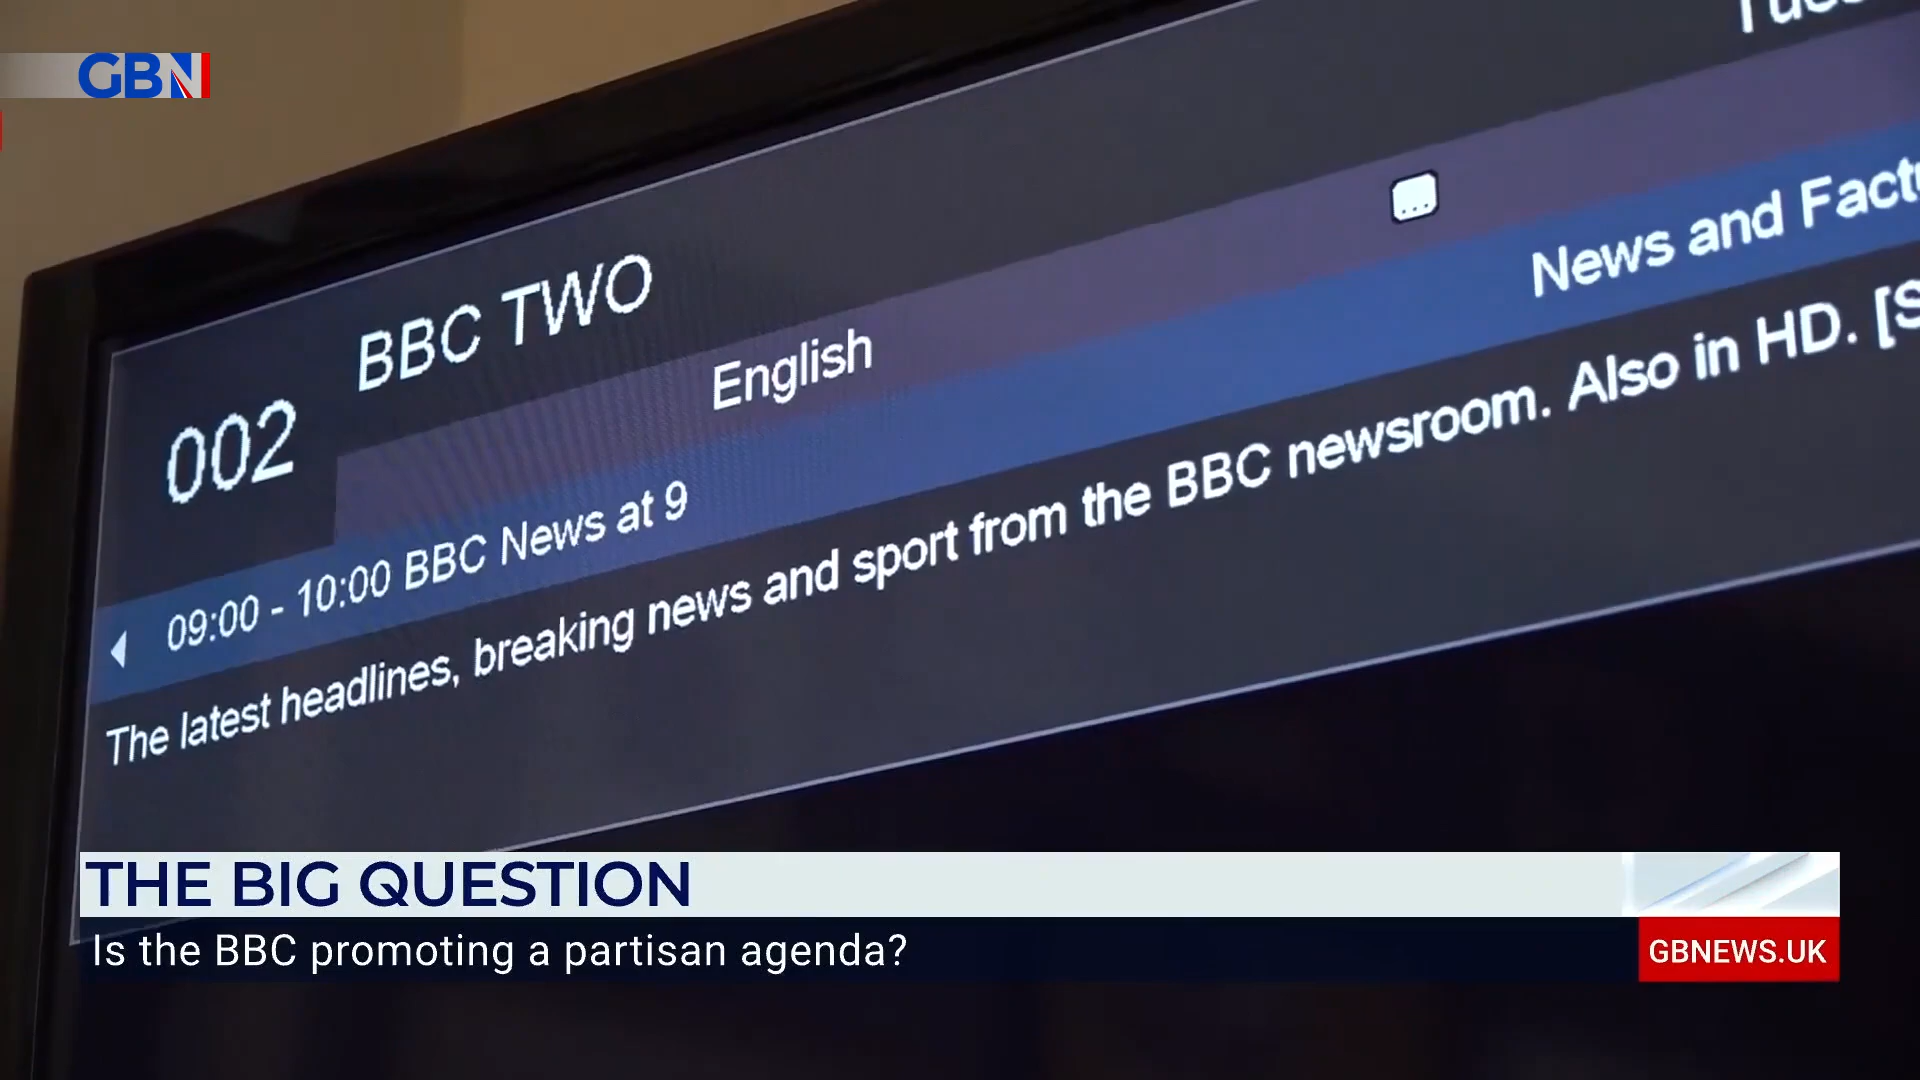 GBN
Tues
BBC TWO
002
English
News and Factu
09:00 - 10:00 BBC News at 9
The latest headlines, breaking news and sport from the BBC newsroom. Also in HD. [S
THE BIG QUESTION
Is the BBC promoting a partisan agenda?
GBNEWS.UK